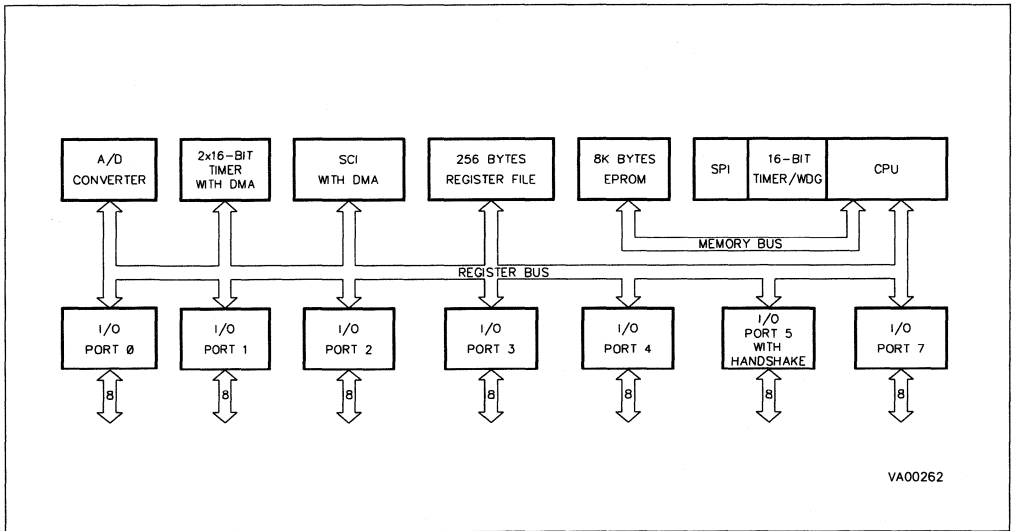 A/D
CONVERTER
2x16-BIT
TIMER
WITH DMA
SCI
WITH DMA
256 BYTES
REGISTER FILE
8K BYTES
EPROM
SPI
16-BIT
TIMER/WDG
CPU
MEMORY BUS
REGISTER BUS
I/O
PORT 0
I/O
PORT 1
I/O
PORT 2
I/O
PORT 3
I/O
PORT 4
I/O
PORT 5
WITH
HANDSHAKE
I/O
PORT 7
8
8
8
8
8
8
8
VA00262